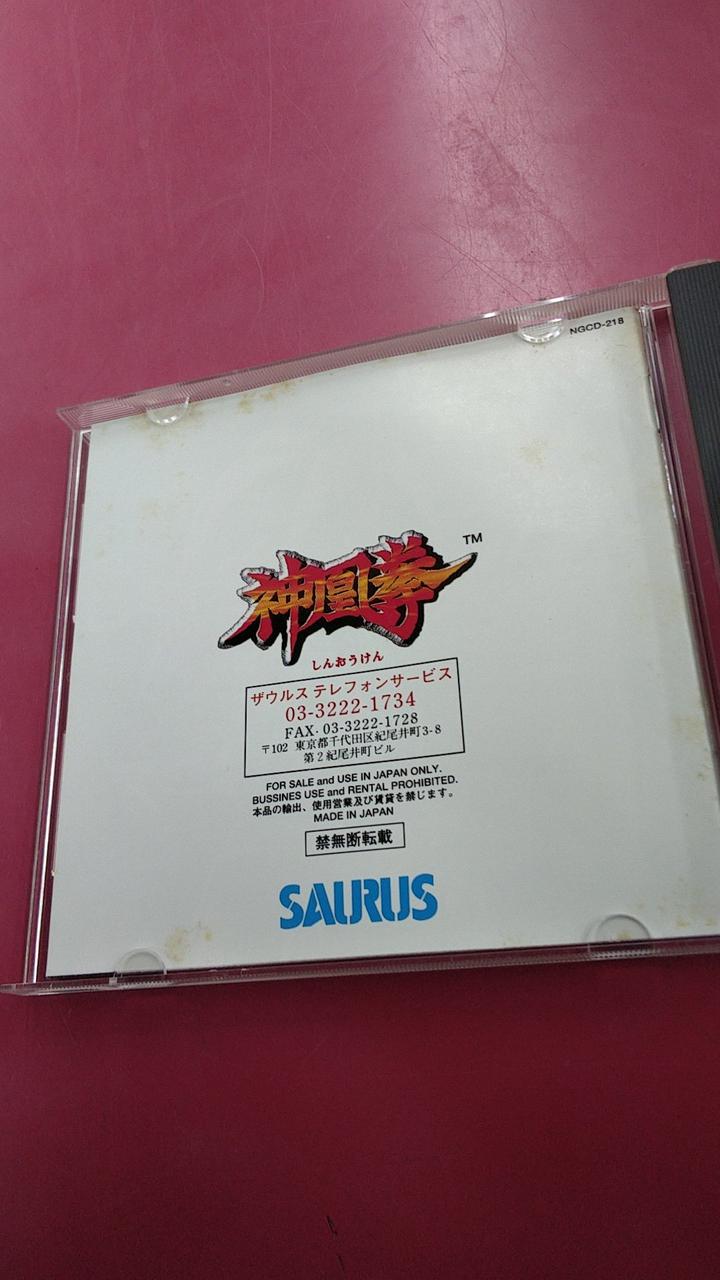 NGCD-218
神凰拳
TM
しんおうけん
ザウルス テレフォンサービス
03-3222-1734
FAX. 03-3222-1728
〒102 東京都千代田区紀尾井町3-8
第2紀尾井町ビル
FOR SALE and USE IN JAPAN ONLY.
BUSSINES USE and RENTAL PROHIBITED.
本品の輸出、使用営業及び賃貸を禁じます。
MADE IN JAPAN
禁無断転載
SAURUS